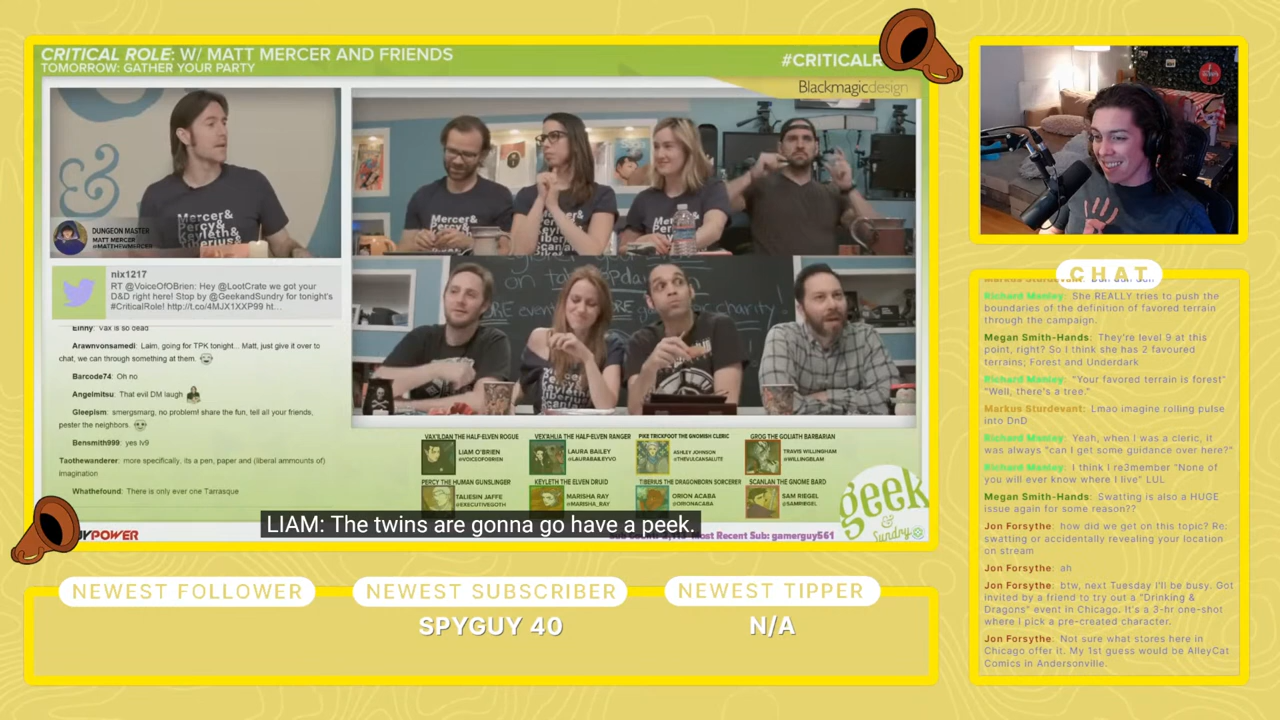 CRITICAL ROLE: W/ MATT MERCER AND FRIENDS
TOMORROW: GATHER YOUR PARTY
#CRITICALR
Blackmagicdesign
Mercer&
Percy&
DUNGEON MASTER
MATT MERCER
@MATTHEWMERCER
nix1217
RT @VoiceOfOBrien: Hey @LootCrate we got your
D&D right here! Stop by @GeekandSundry for tonight's
#CriticalRole! http://t.co/4MJX1XXP99 ht...
Einny: Vax is so dead
Arawnvonsamedi: Laim, going for TPK tonight... Matt, just give it over to
chat, we can through something at them.
Barcode74: Oh no
Angelmitsu: That evil DM laugh
Gleepism: smergsmarg, no problem! share the fun, tell all your friends,
pester the neighbors.
Bensmith999: yes lv9
Taothewanderer: more specifically, its a pen, paper and (liberal ammounts of)
imagination
Whathefound: There is only ever one Tarrasque
VAX'ILDAN THE HALF-ELVEN ROGUE
LIAM O'BRIEN
@VOICEOFOBRIEN
VEX'AHLIA THE HALF-ELVEN RANGER
LAURA BAILEY
@LAURABAILEYVO
PIKE TRICKFOOT THE GNOMISH CLERIC
ASHLEY JOHNSON
@THEVULCANSALUTE
GROG THE GOLIATH BARBARIAN
TRAVIS WILLINGHAM
@WILLINGBLAM
PERCY THE HUMAN GUNSLINGER
TALIESIN JAFFE
@EXECUTIVEGOTH
KEYLETH THE ELVEN DRUID
MARISHA RAY
@MARISHA_RAY
TIBERIUS THE DRAGONBORN SORCERER
ORION ACABA
@ORIONACABA
SCANLAN THE GNOME BARD
SAM RIEGEL
@SAMRIEGEL
geek
& Sundry
YPOWER
LIAM: The twins are gonna go have a peek.
Most Recent Sub: gamerguy561
NEWEST FOLLOWER
NEWEST SUBSCRIBER
SPYGUY 40
NEWEST TIPPER
N/A
CHAT
Richard Manley: She REALLY tries to push the
boundaries of the definition of favored terrain
through the campaign.
Megan Smith-Hands: They're level 9 at this
point, right? So I think she has 2 favoured
terrains; Forest and Underdark
Richard Manley: "Your favored terrain is forest"
"Well, there's a tree."
Markus Sturdevant: Lmao imagine rolling pulse
into DnD
Richard Manley: Yeah, when I was a cleric, it
was always "can I get some guidance over here?"
Richard Manley: I think I re3member "None of
you will ever know where I live" LUL
Megan Smith-Hands: Swatting is also a HUGE
issue again for some reason??
Jon Forsythe: how did we get on this topic? Re:
swatting or accidentally revealing your location
on stream
Jon Forsythe: ah
Jon Forsythe: btw, next Tuesday I'll be busy. Got
invited by a friend to try out a "Drinking &
Dragons" event in Chicago. It's a 3-hr one-shot
where I pick a pre-created character.
Jon Forsythe: Not sure what stores here in
Chicago offer it. My 1st guess would be AlleyCat
Comics in Andersonville.